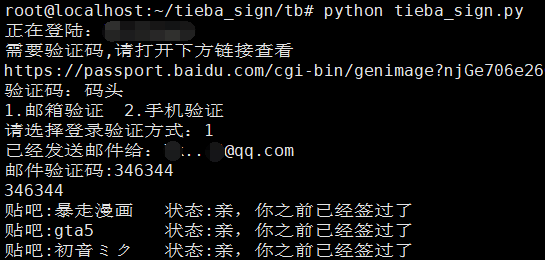 root@localhost:~/tieba_sign/tb# python tieba_sign.py
正在登陆:
需要验证码,请打开下方链接查看
https://passport.baidu.com/cgi-bin/genimage?njGe706e26
验证码: 码头
1.邮箱验证  2.手机验证
请选择登录验证方式: 1
已经发送邮件给: ..@qq.com
邮件验证码:346344
346344
贴吧:暴走漫画   状态:亲，你之前已经签过了
贴吧:gta5   状态:亲，你之前已经签过了
贴吧:初音ミク   状态:亲，你之前已经签过了